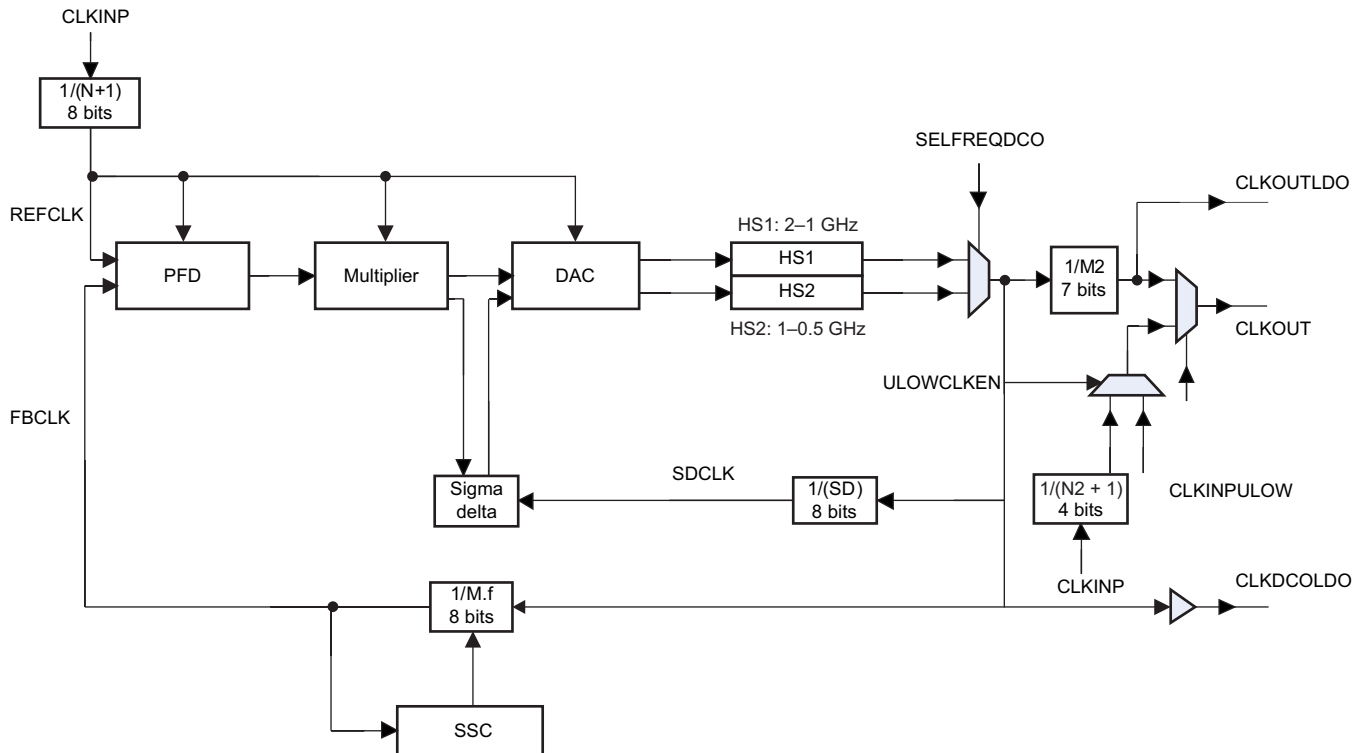 CLKINP
1/(N+1)
8 bits
SELFREQDCO
CLKOUTLDO
REFCLK
HS1: 2–1 GHz
PFD
Multiplier
DAC
HS1
HS2
1/M2
7 bits
HS2: 1–0.5 GHz
CLKOUT
ULOWCLKEN
FBCLK
SDCLK
Sigma
delta
1/(SD)
8 bits
1/(N2 + 1)
4 bits
CLKINPULOW
CLKINP
CLKDCOLDO
1/M.f
8 bits
SSC